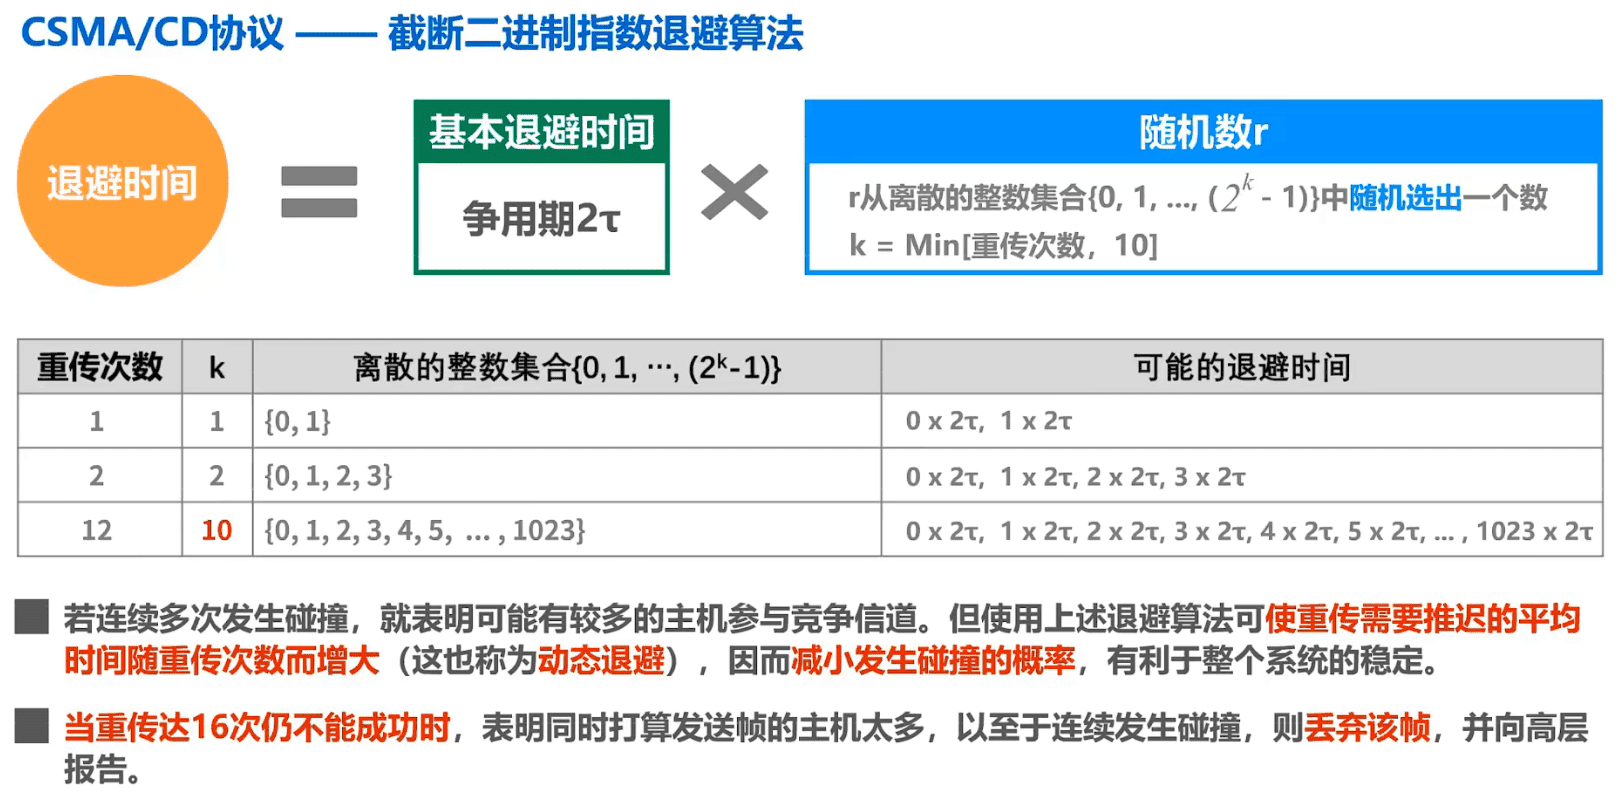 CSMA/CD协议 —— 截断二进制指数退避算法
退避时间
=
基本退避时间
争用期2τ
×
随机数r
r从离散的整数集合{0, 1, ..., (2^k - 1)}中随机选出一个数
k = Min[重传次数，10]
重传次数 k 离散的整数集合{0, 1, ···, (2^k-1)} 可能的退避时间
1 1 {0, 1} 0 x 2τ, 1 x 2τ
2 2 {0, 1, 2, 3} 0 x 2τ, 1 x 2τ, 2 x 2τ, 3 x 2τ
12 10 {0, 1, 2, 3, 4, 5, ... , 1023} 0 x 2τ, 1 x 2τ, 2 x 2τ, 3 x 2τ, 4 x 2τ, 5 x 2τ, ... , 1023 x 2τ
若连续多次发生碰撞，就表明可能有较多的主机参与竞争信道。但使用上述退避算法可使重传需要推迟的平均
时间随重传次数而增大（这也称为动态退避），因而减小发生碰撞的概率，有利于整个系统的稳定。
当重传达16次仍不能成功时，表明同时打算发送帧的主机太多，以至于连续发生碰撞，则丢弃该帧，并向高层
报告。